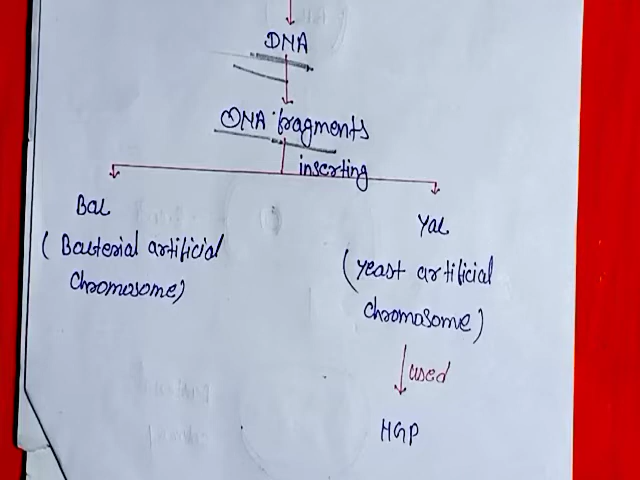 DNA
DNA fragments
inserting
Bac
(Bacterial artificial
chromosome)
Yac
(yeast artificial
chromosome)
used
HGP